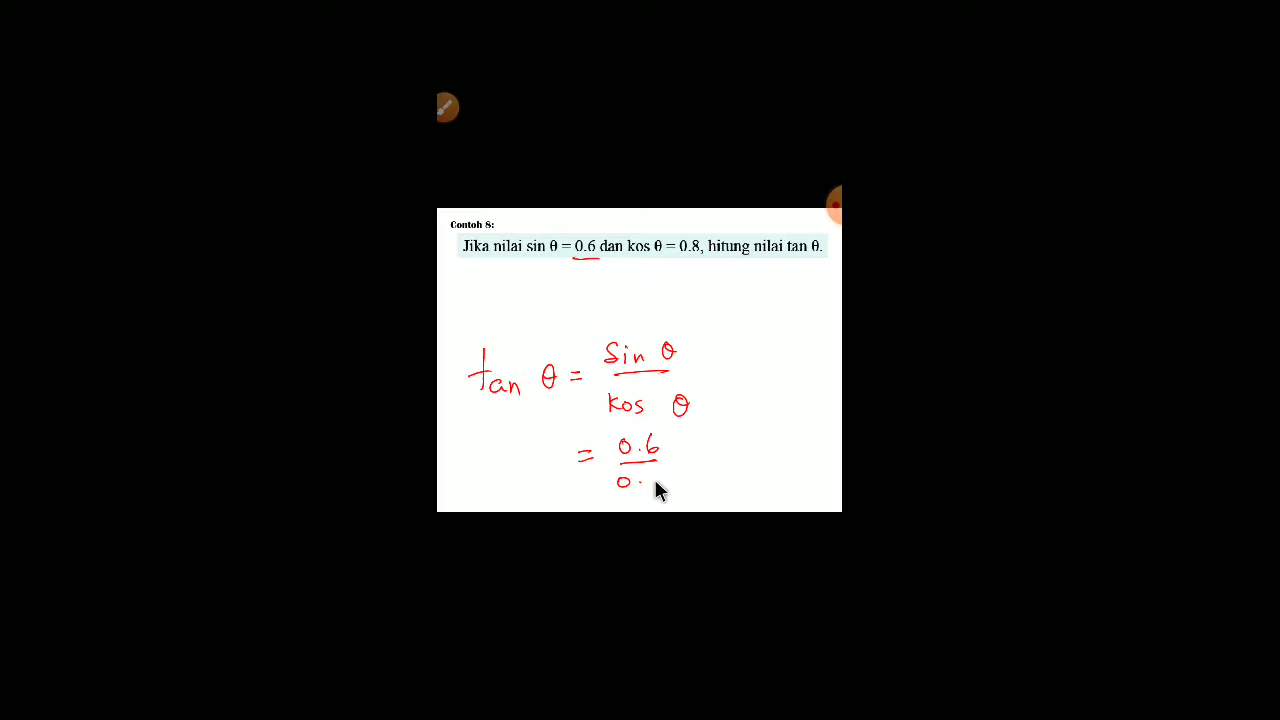 Contoh 8:
Jika nilai sin θ = 0.6 dan kos θ = 0.8, hitung nilai tan θ.
tan θ = sin θ / kos θ
= 0.6 / 0.